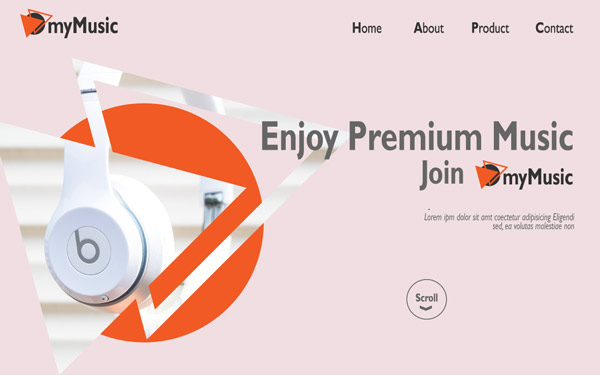 myMusic
Home About Product Contact
Enjoy Premium Music
Join myMusic
Lorem ipm dolor sit amt coectetur adipisicing Eligendi
sed, ea volutas molestiae non
Scroll
b